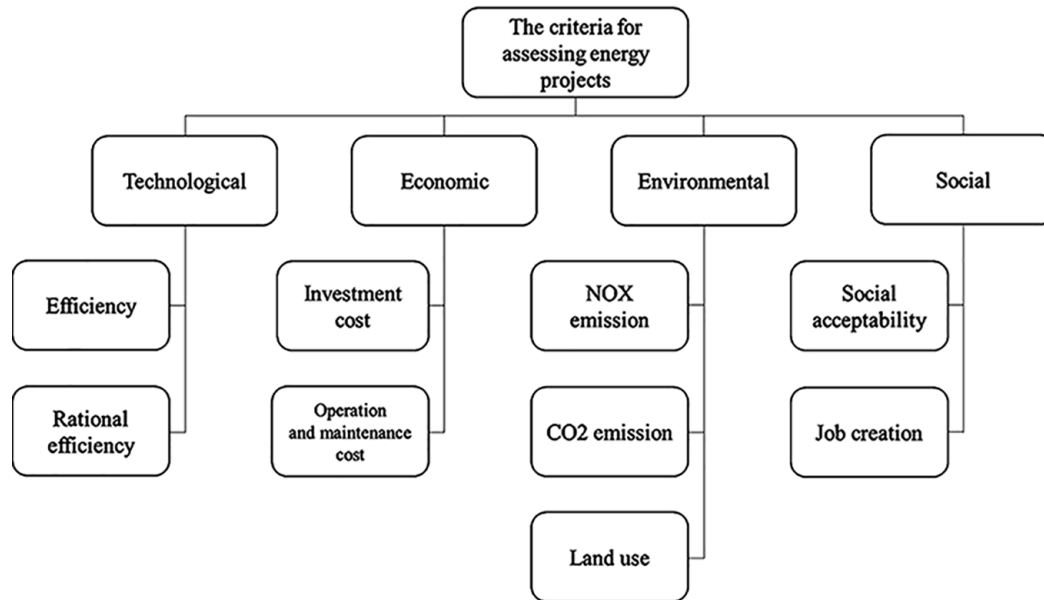 The criteria for
assessing energy
projects
Technological
Economic
Environmental
Social
Efficiency
Investment
cost
NOX
emission
Social
acceptability
Rational
efficiency
Operation
and maintenance
cost
CO2 emission
Job creation
Land use